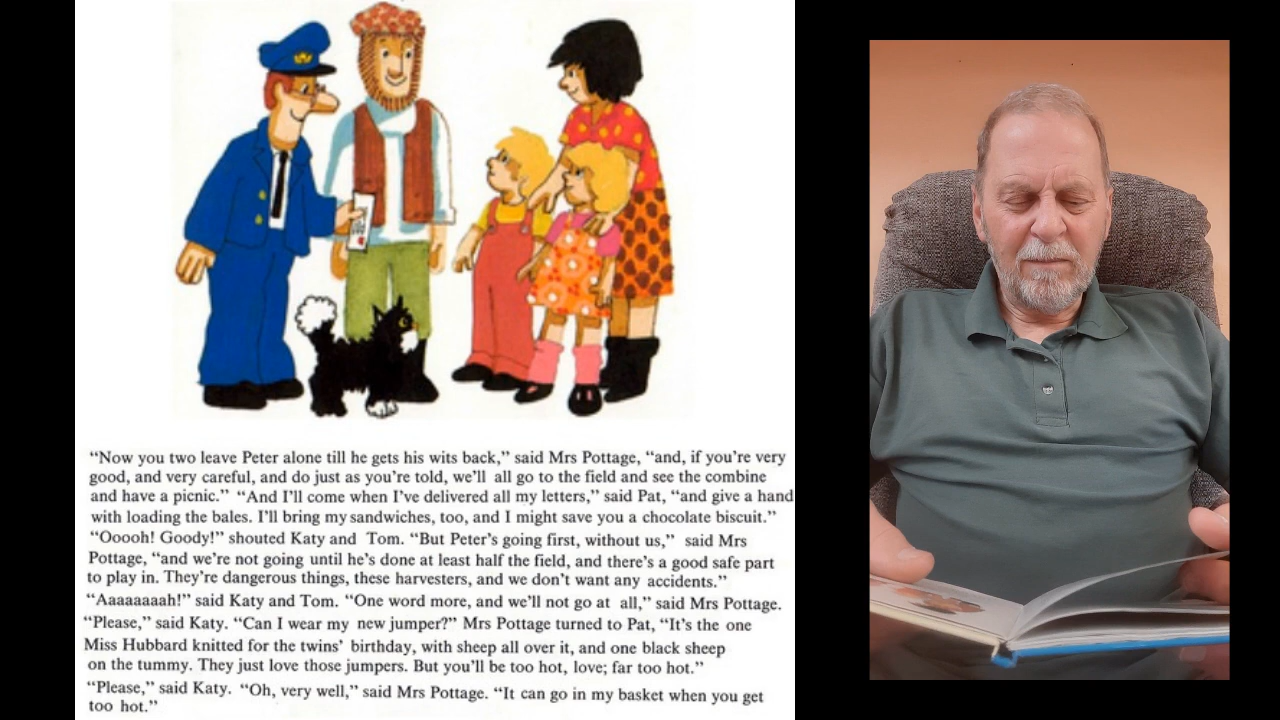 “Now you two leave Peter alone till he gets his wits back,” said Mrs Pottage, “and, if you’re very
good, and very careful, and do just as you’re told, we’ll all go to the field and see the combine
and have a picnic.” “And I’ll come when I’ve delivered all my letters,” said Pat, “and give a hand
with loading the bales. I’ll bring my sandwiches, too, and I might save you a chocolate biscuit.”
“Ooooh! Goody!” shouted Katy and Tom. “But Peter’s going first, without us,” said Mrs
Pottage, “and we’re not going until he’s done at least half the field, and there’s a good safe part
to play in. They’re dangerous things, these harvesters, and we don’t want any accidents.”
“Aaaaaaaah!” said Katy and Tom. “One word more, and we’ll not go at all,” said Mrs Pottage.
“Please,” said Katy. “Can I wear my new jumper?” Mrs Pottage turned to Pat, “It’s the one
Miss Hubbard knitted for the twins’ birthday, with sheep all over it, and one black sheep
on the tummy. They just love those jumpers. But you’ll be too hot, love; far too hot.”
“Please,” said Katy. “Oh, very well,” said Mrs Pottage. “It can go in my basket when you get
too hot.”